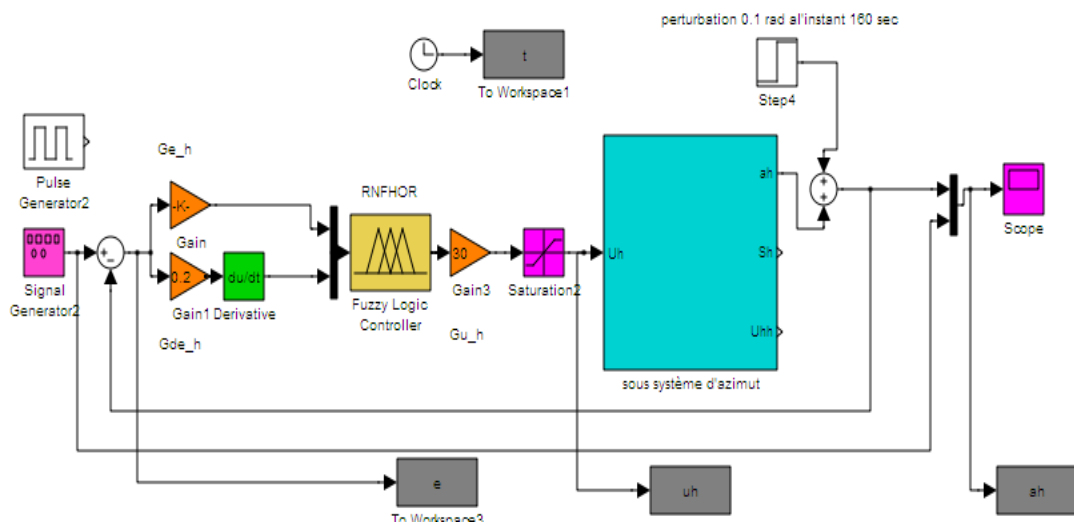 perturbation 0.1 rad al'instant 160 sec
t
Clock
To Workspace1
Step4
Pulse
Generator2
Ge_h
RNFHOR
ah
+
+
-K-
Gain
Scope
-
Uh
Sh
30
0.2
du/dt
Signal
Generator2
Gain1
Derivative
Fuzzy Logic
Controller
Gain3
Saturation2
Gde_h
Gu_h
Uhh
sous système d'azimut
e
To Workspace3
uh
ah